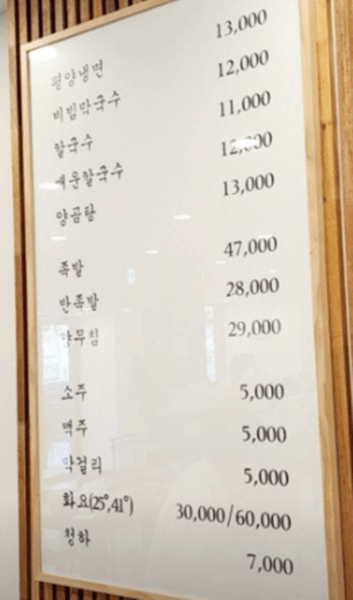 평양냉면 13,000
비빔막국수 12,000
칼국수 11,000
매운칼국수 12,000
양곰탕 13,000
족발 47,000
반족발 28,000
29,000
소주 5,000
맥주 5,000
막걸리 5,000
화요(25°,41°) 30,000/60,000
청하 7,000